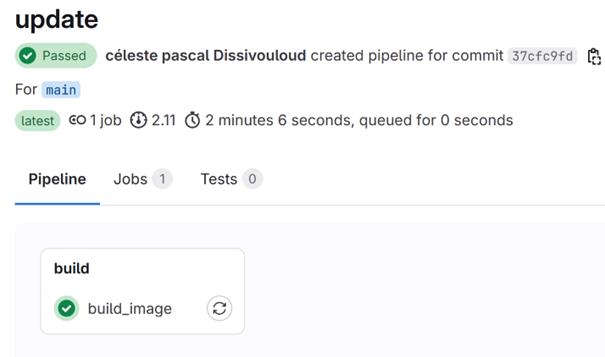 update
Passed céleste pascal Dissivouloud created pipeline for commit 37cfc9fd
For main
latest 1 job 2.11 2 minutes 6 seconds, queued for 0 seconds
Pipeline Jobs 1 Tests 0
build
build_image